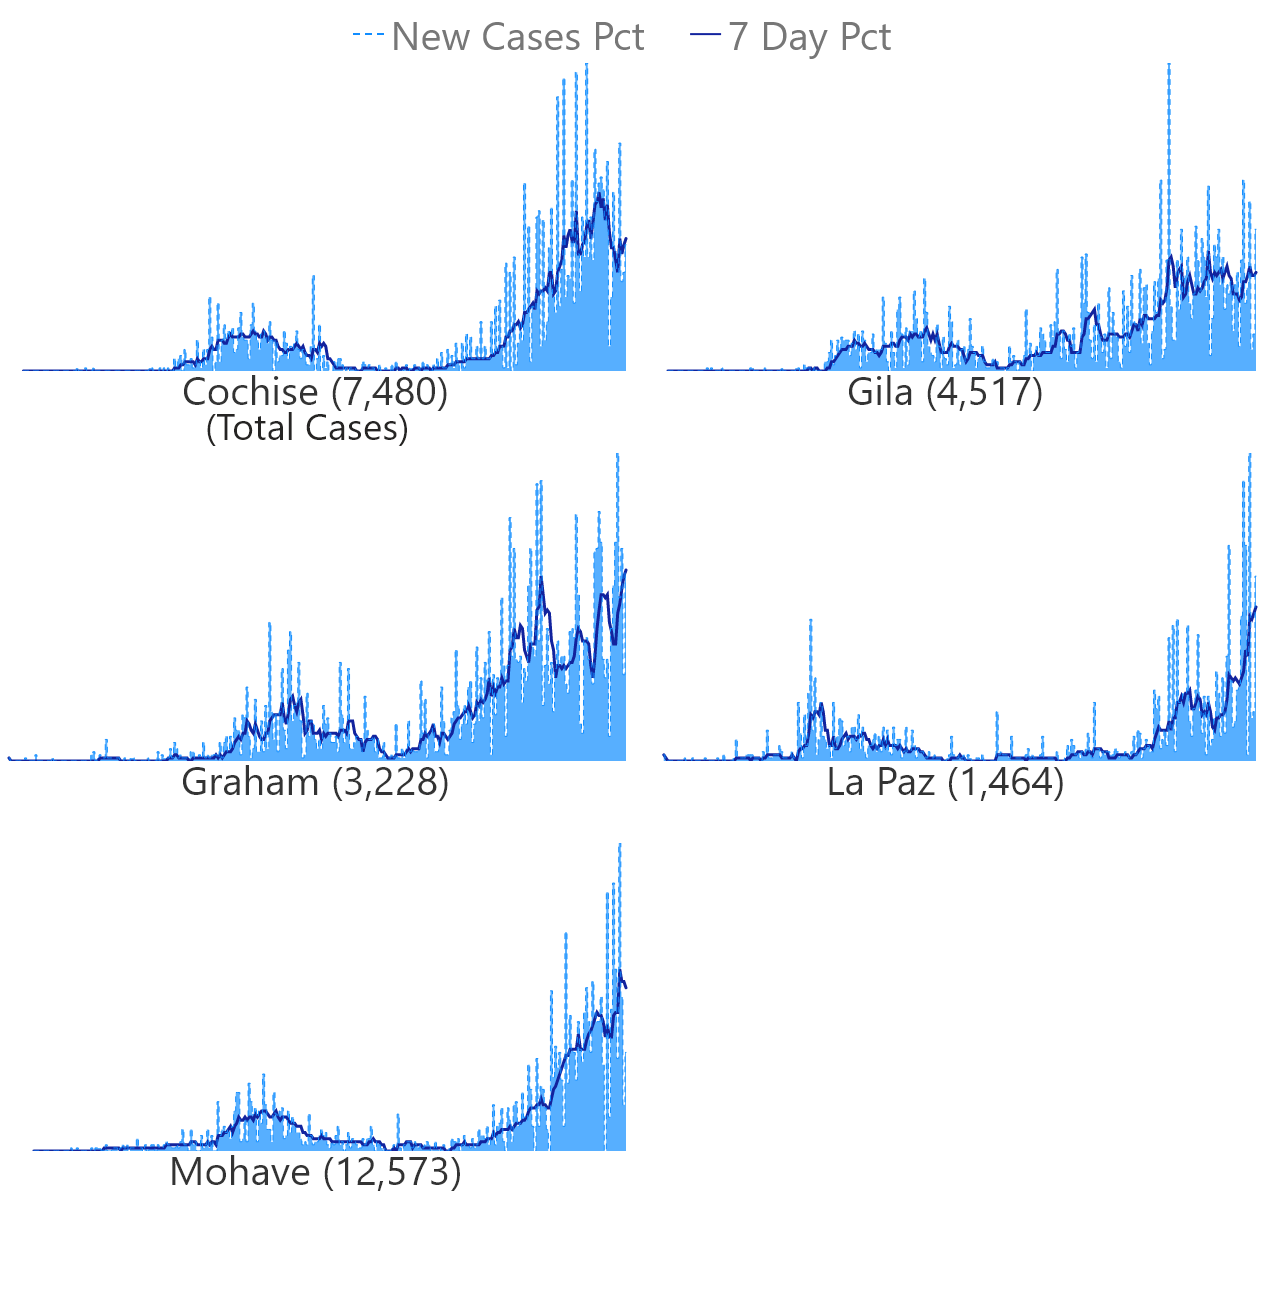 New Cases Pct 7 Day Pct
Cochise (7,480)
(Total Cases)
Gila (4,517)
Graham (3,228)
La Paz (1,464)
Mohave (12,573)